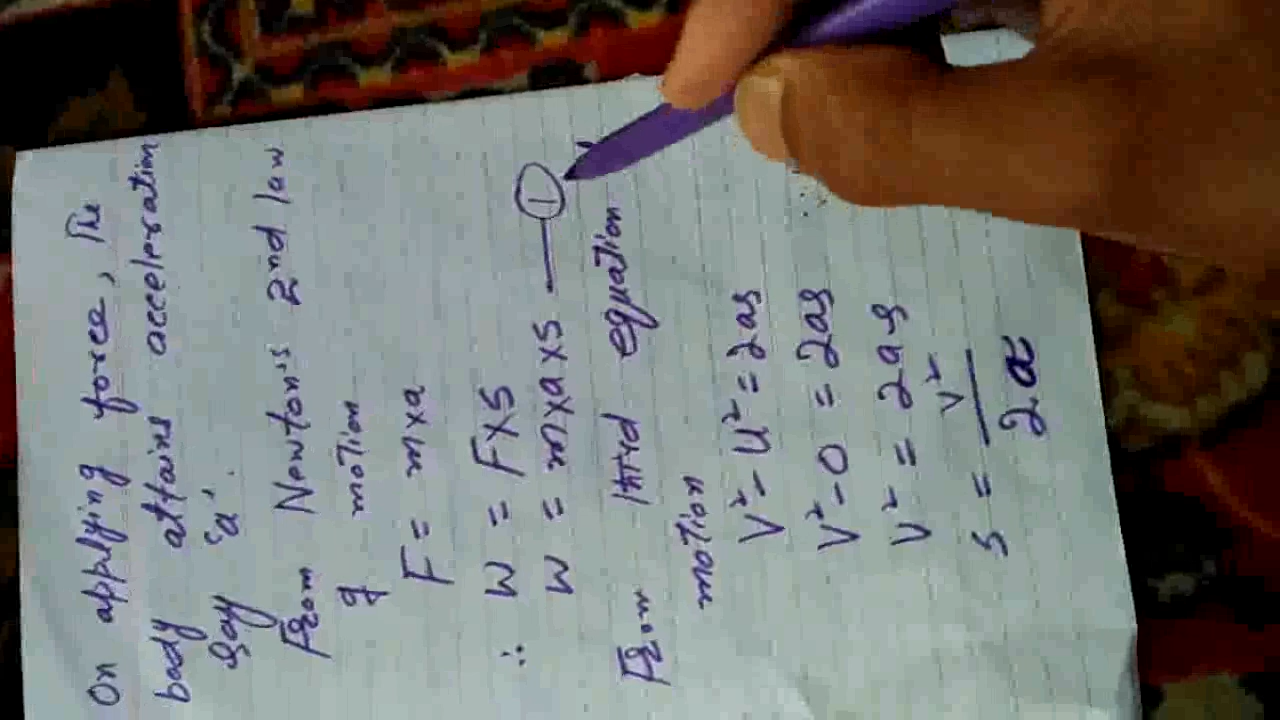 On applying force, The
body attains acceleration
say 'a'.
From Newton's 2nd law
of motion
F = m×a
∴ W = F×S
W = m×a×s — ①
From third equation
motion
V² - U² = 2as
V² - 0 = 2as
V² = 2as
S = V²/2a